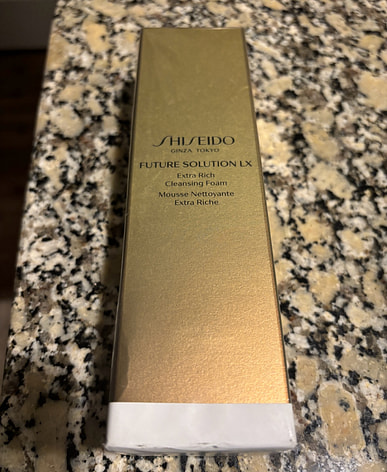 SHISEIDO
GINZA TOKYO
FUTURE SOLUTION LX
Extra Rich
Cleansing Foam
Mousse Nettoyante
Extra Riche